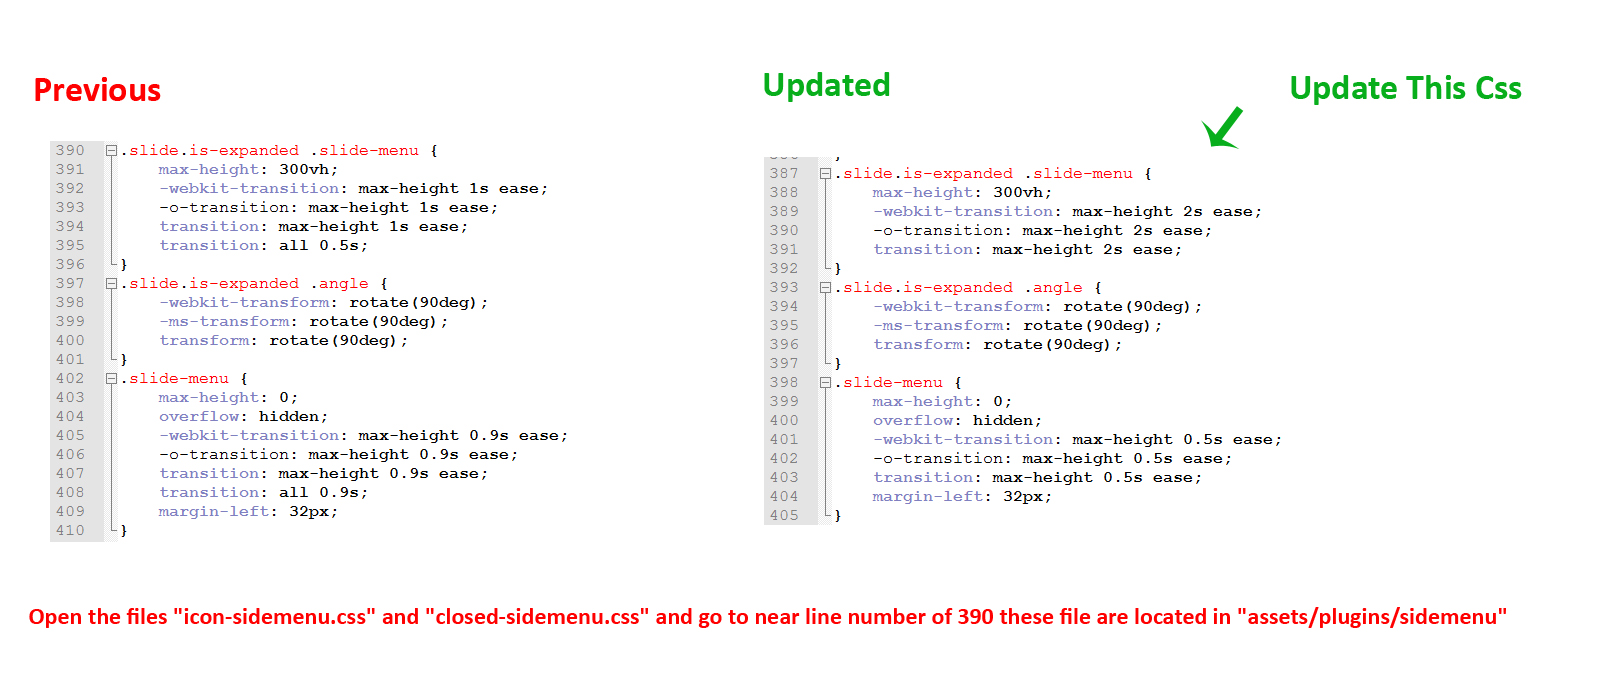 Previous
390 .slide.is-expanded .slide-menu {
391 max-height: 300vh;
392 -webkit-transition: max-height 1s ease;
393 -o-transition: max-height 1s ease;
394 transition: max-height 1s ease;
395 transition: all 0.5s;
396 }
397 .slide.is-expanded .angle {
398 -webkit-transform: rotate(90deg);
399 -ms-transform: rotate(90deg);
400 transform: rotate(90deg);
401 }
402 .slide-menu {
403 max-height: 0;
404 overflow: hidden;
405 -webkit-transition: max-height 0.9s ease;
406 -o-transition: max-height 0.9s ease;
407 transition: max-height 0.9s ease;
408 transition: all 0.9s;
409 margin-left: 32px;
410 }
Updated
Update This Css
}
387 .slide.is-expanded .slide-menu {
388 max-height: 300vh;
389 -webkit-transition: max-height 2s ease;
390 -o-transition: max-height 2s ease;
391 transition: max-height 2s ease;
392 }
393 .slide.is-expanded .angle {
394 -webkit-transform: rotate(90deg);
395 -ms-transform: rotate(90deg);
396 transform: rotate(90deg);
397 }
398 .slide-menu {
399 max-height: 0;
400 overflow: hidden;
401 -webkit-transition: max-height 0.5s ease;
402 -o-transition: max-height 0.5s ease;
403 transition: max-height 0.5s ease;
404 margin-left: 32px;
405 }
Open the files "icon-sidemenu.css" and "closed-sidemenu.css" and go to near line number of 390 these file are located in "assets/plugins/sidemenu"